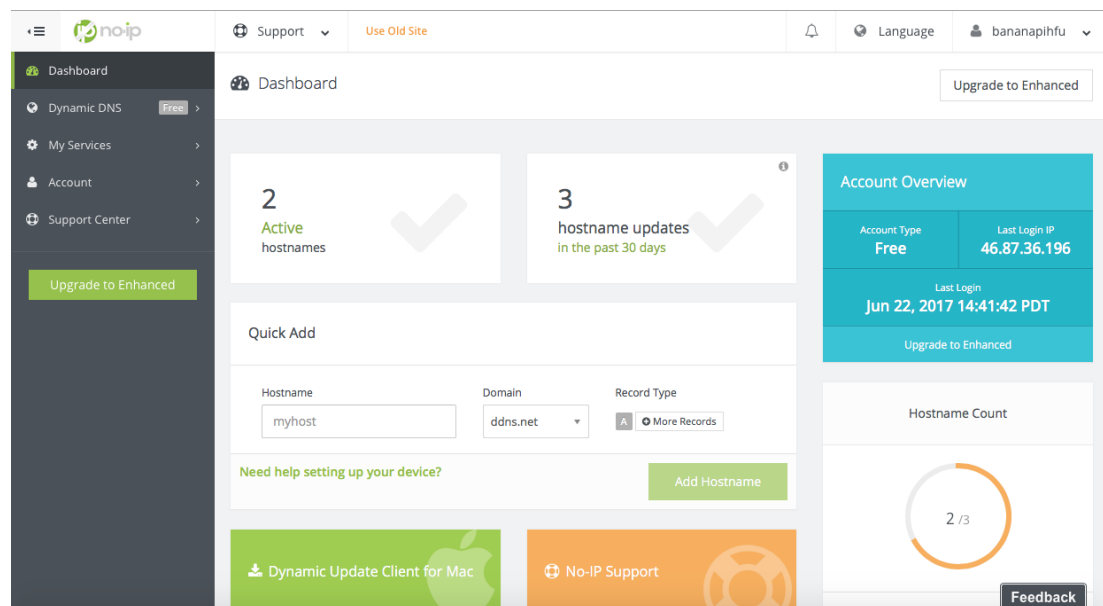 no-ip
Support
Use Old Site
Language
bananapihfu
Dashboard
Dynamic DNS Free
My Services
Account
Support Center
Upgrade to Enhanced
Dashboard
Upgrade to Enhanced
2
Active
hostnames
3
hostname updates
in the past 30 days
Account Overview
Account Type
Free
Last Login IP
46.87.36.196
Last Login
Jun 22, 2017 14:41:42 PDT
Upgrade to Enhanced
Quick Add
Hostname
myhost
Domain
ddns.net
Record Type
A More Records
Need help setting up your device?
Add Hostname
Hostname Count
2 /3
Dynamic Update Client for Mac
No-IP Support
Feedback